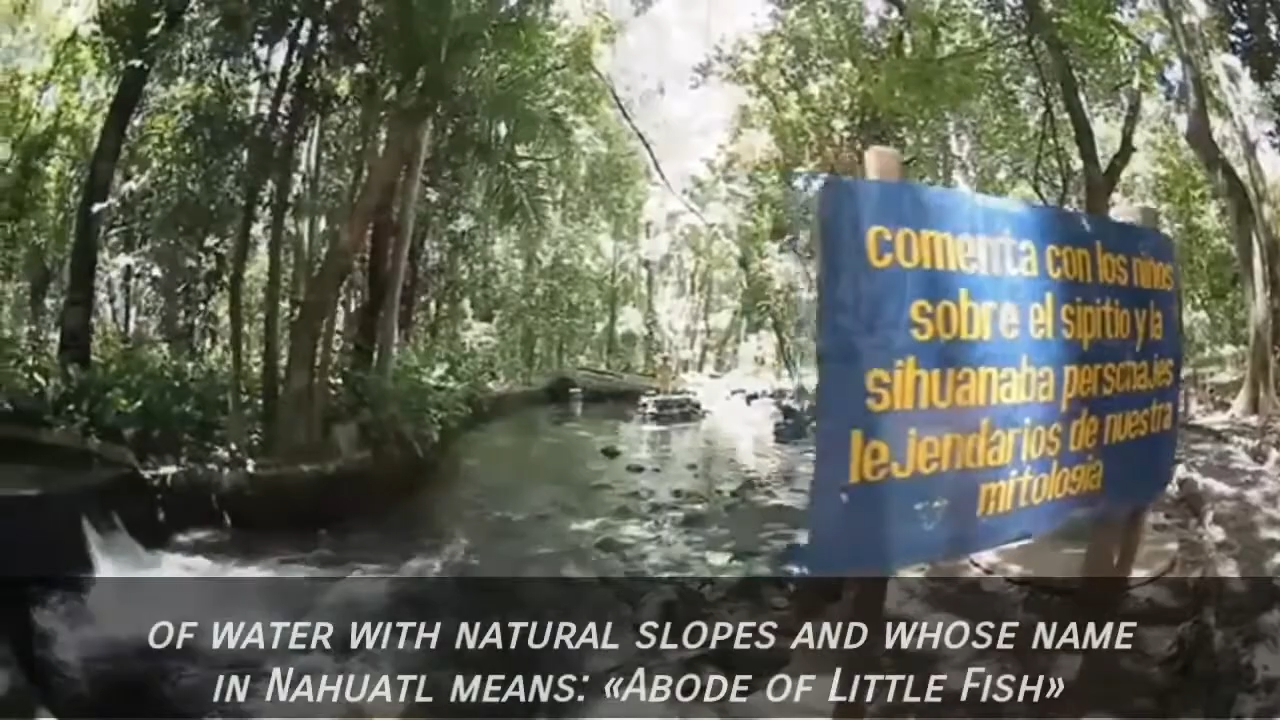 comenta con los niños
sobre el sipitio y la
sihuanaba personajes
lejendarios de nuestra
mitologia
OF WATER WITH NATURAL SLOPES AND WHOSE NAME
IN NAHUATL MEANS: «ABODE OF LITTLE FISH»